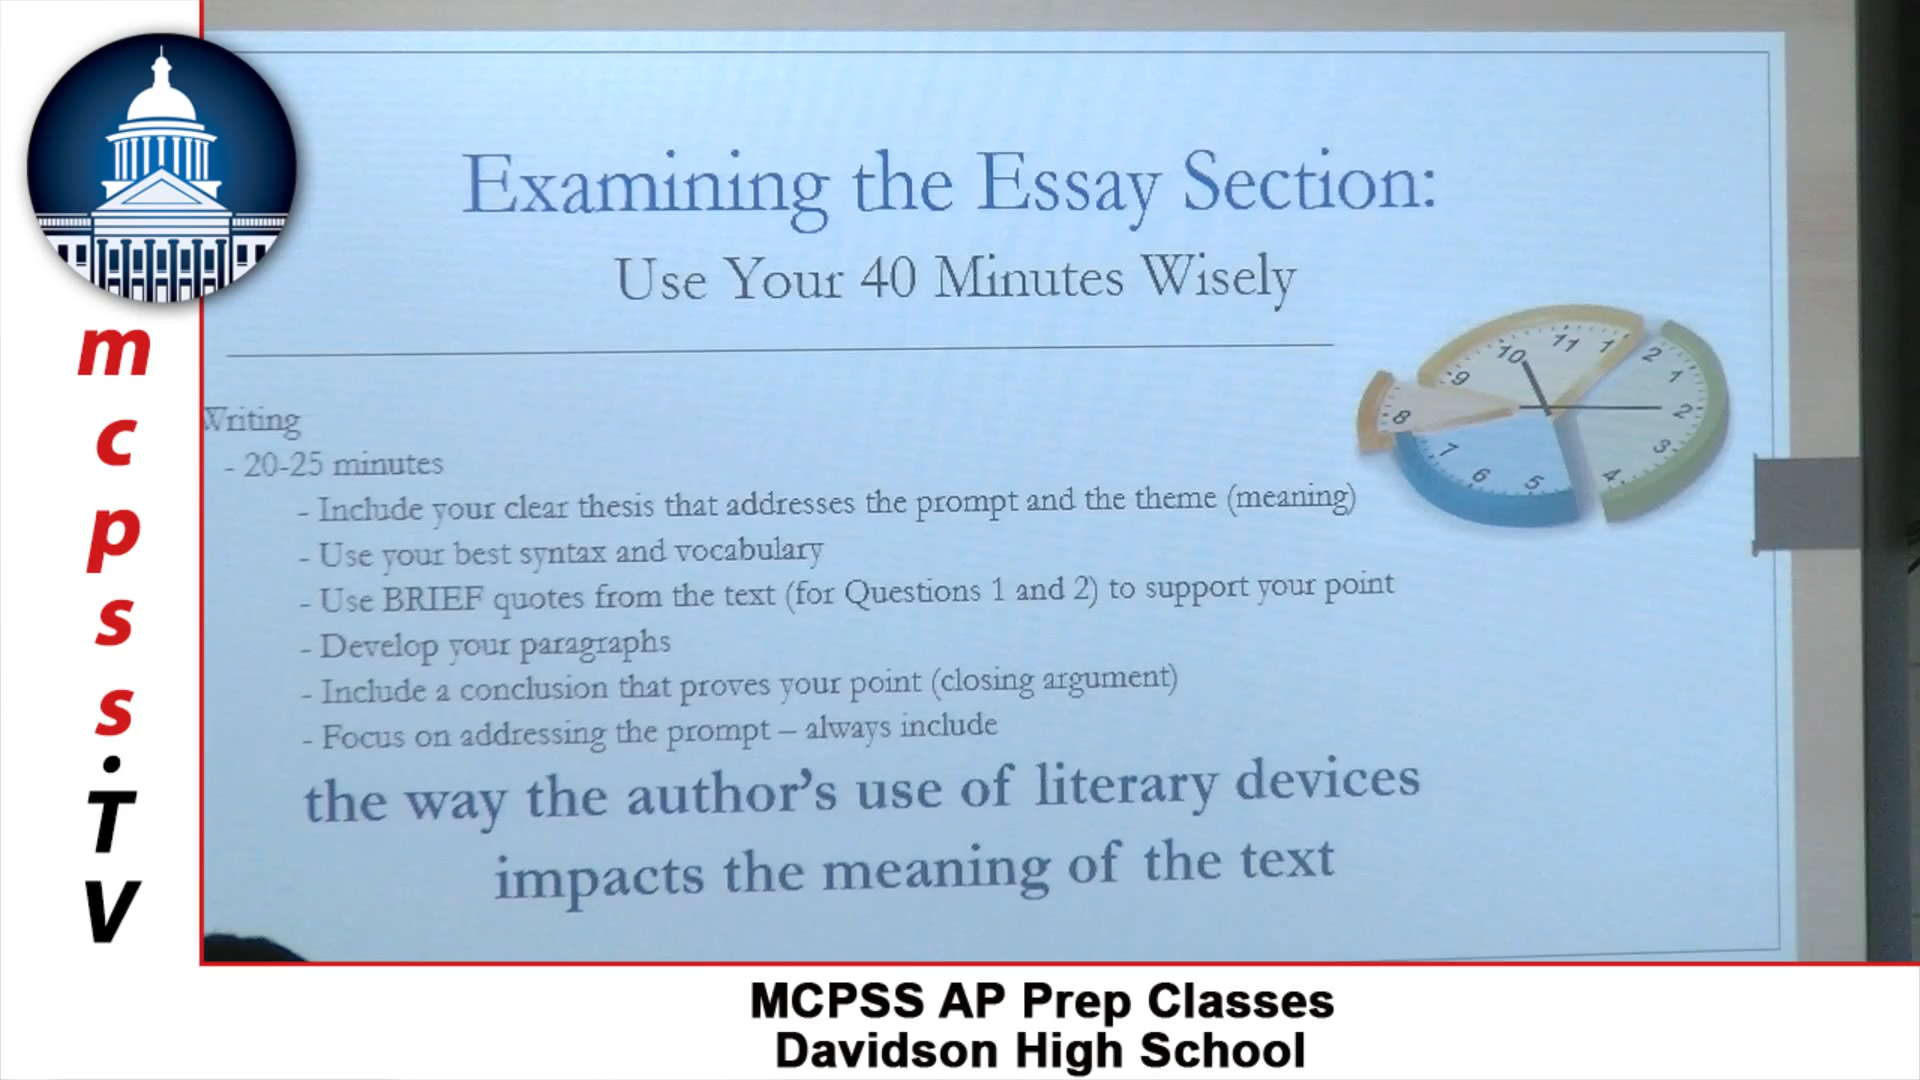 mcpss.TV
Examining the Essay Section:
Use Your 40 Minutes Wisely
Writing
- 20-25 minutes
- Include your clear thesis that addresses the prompt and the theme (meaning)
- Use your best syntax and vocabulary
- Use BRIEF quotes from the text (for Questions 1 and 2) to support your point
- Develop your paragraphs
- Include a conclusion that proves your point (closing argument)
- Focus on addressing the prompt – always include
the way the author's use of literary devices
impacts the meaning of the text
10 11 1 2
9 1
8 2
7 3
6 5 4
MCPSS AP Prep Classes
Davidson High School